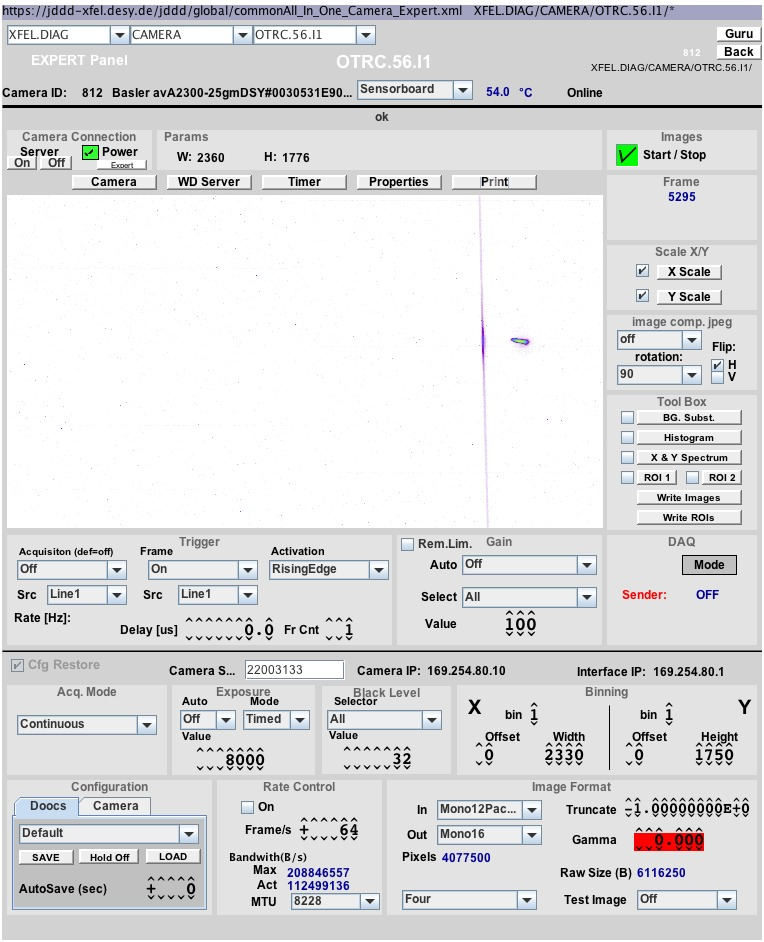 https://jddd-xfel.desy.de/jddd/global/commonAll_In_One_Camera_Expert.xml XFEL.DIAG/CAMERA/OTRC.56.I1/*
XFEL.DIAG CAMERA OTRC.56.I1 Guru
EXPERT Panel OTRC.56.I1 812 Back
XFEL.DIAG/CAMERA/OTRC.56.I1/
Camera ID: 812 Basler avA2300-25gmDSY#0030531E90... Sensorboard 54.0 °C Online
ok
Camera Connection Params Images
Server Power W: 2360 H: 1776 Start / Stop
On Off Expert
Camera WD Server Timer Properties Print Frame
5295
Scale X/Y
X Scale
Y Scale
image comp. jpeg
off Flip:
rotation: H
90 V
Tool Box
BG. Subst.
Histogram
X & Y Spectrum
ROI 1 ROI 2
Write Images
Write ROIs
Trigger Rem.Lim. Gain DAQ
Acquisiton (def=off) Frame Activation
Off On RisingEdge Auto Off Mode
Src Line1 Src Line1 Select All Sender: OFF
Rate [Hz]:
Delay [us] 0.0 Fr Cnt 1 Value 100
Cfg Restore Camera S... 22003133 Camera IP: 169.254.80.10 Interface IP: 169.254.80.1
Acq. Mode Exposure Black Level Binning
Auto Mode Selector X bin 1 bin 1 Y
Continuous Off Timed All
Value Value Offset Width Offset Height
8000 32 0 2330 0 1750
Configuration Rate Control Image Format
Doocs Camera On In Mono12Pac... Truncate -1.00000000E+0
Default Frame/s + 64 Out Mono16 Gamma 0.000
SAVE Hold Off LOAD Bandwith(B/s) Pixels 4077500
Max 208846557 Raw Size (B) 6116250
AutoSave (sec) + 0 Act 112499136
MTU 8228 Four Test Image Off